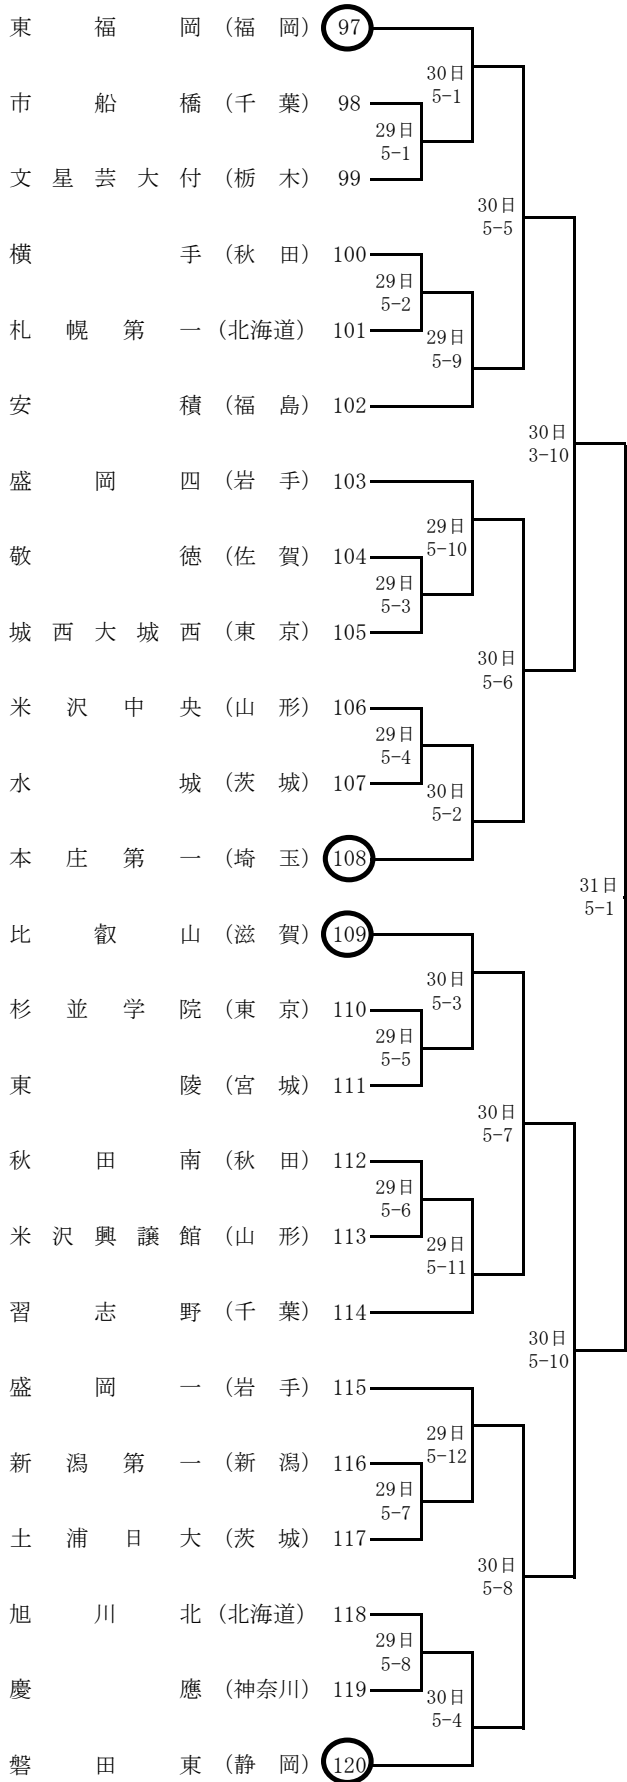 東福岡（福岡） 97
市船橋（千葉） 98
文星芸大付（栃木） 99
横手（秋田） 100
札幌第一（北海道） 101
安積（福島） 102
盛岡四（岩手） 103
敬徳（佐賀） 104
城西大城西（東京） 105
米沢中央（山形） 106
水城（茨城） 107
本庄第一（埼玉） 108
比叡山（滋賀） 109
杉並学院（東京） 110
東陵（宮城） 111
秋田南（秋田） 112
米沢興譲館（山形） 113
習志野（千葉） 114
盛岡一（岩手） 115
新潟第一（新潟） 116
土浦日大（茨城） 117
旭川北（北海道） 118
慶應（神奈川） 119
磐田東（静岡） 120
29日
5-1
29日
5-2
29日
5-3
29日
5-4
29日
5-5
29日
5-6
29日
5-7
29日
5-8
30日
5-1
29日
5-9
29日
5-10
30日
5-2
30日
5-3
29日
5-11
29日
5-12
30日
5-4
30日
5-5
30日
5-6
30日
5-7
30日
5-8
30日
3-10
30日
5-10
31日
5-1